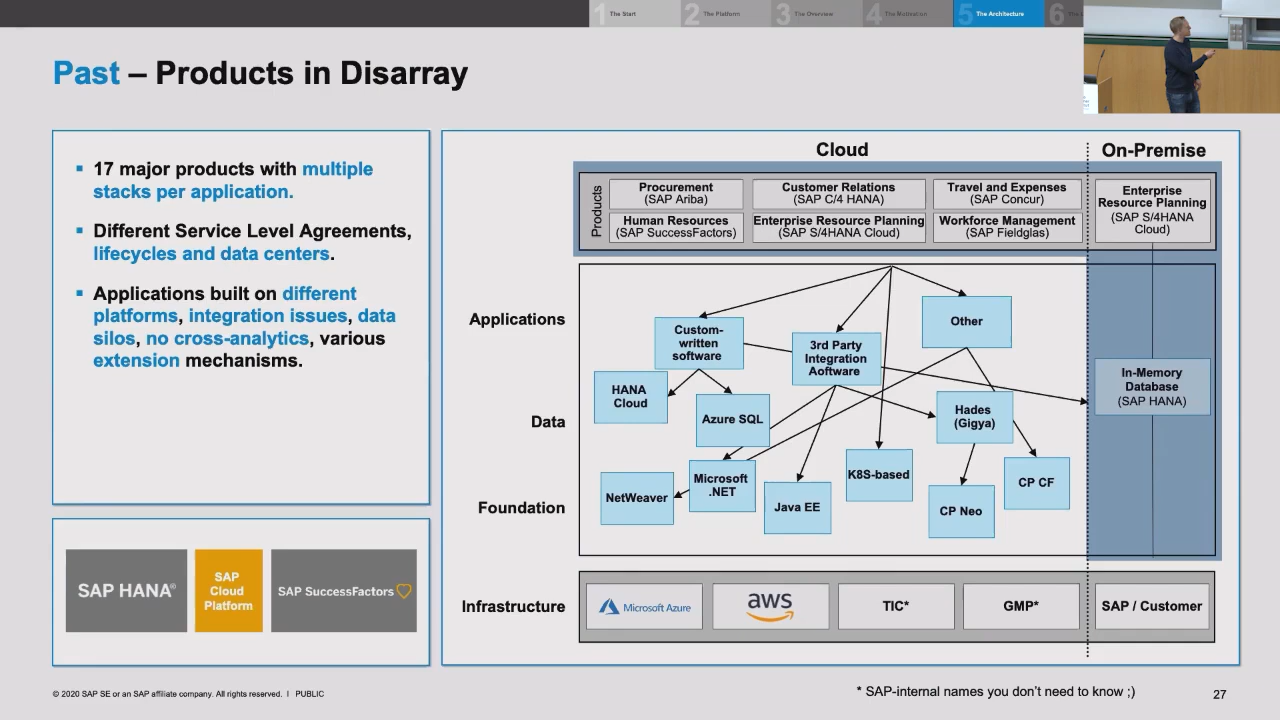 1 The Start
2 The Platform
3 The Overview
4 The Motivation
5 The Architecture
6
Past – Products in Disarray
▪ 17 major products with multiple
stacks per application.
▪ Different Service Level Agreements,
lifecycles and data centers.
▪ Applications built on different
platforms, integration issues, data
silos, no cross-analytics, various
extension mechanisms.
SAP HANA®
SAP
Cloud
Platform
SAP SuccessFactors
Cloud
On-Premise
Products
Procurement
(SAP Ariba)
Customer Relations
(SAP C/4 HANA)
Travel and Expenses
(SAP Concur)
Human Resources
(SAP SuccessFactors)
Enterprise Resource Planning
(SAP S/4HANA Cloud)
Workforce Management
(SAP Fieldglas)
Enterprise
Resource Planning
(SAP S/4HANA
Cloud)
Applications
Custom-
written
software
3rd Party
Integration
Aoftware
Other
Data
HANA
Cloud
Azure SQL
Hades
(Gigya)
In-Memory
Database
(SAP HANA)
Foundation
NetWeaver
Microsoft
.NET
Java EE
K8S-based
CP Neo
CP CF
Infrastructure
Microsoft Azure
aws
TIC*
GMP*
SAP / Customer
© 2020 SAP SE or an SAP affiliate company. All rights reserved. I PUBLIC
* SAP-internal names you don’t need to know ;)
27